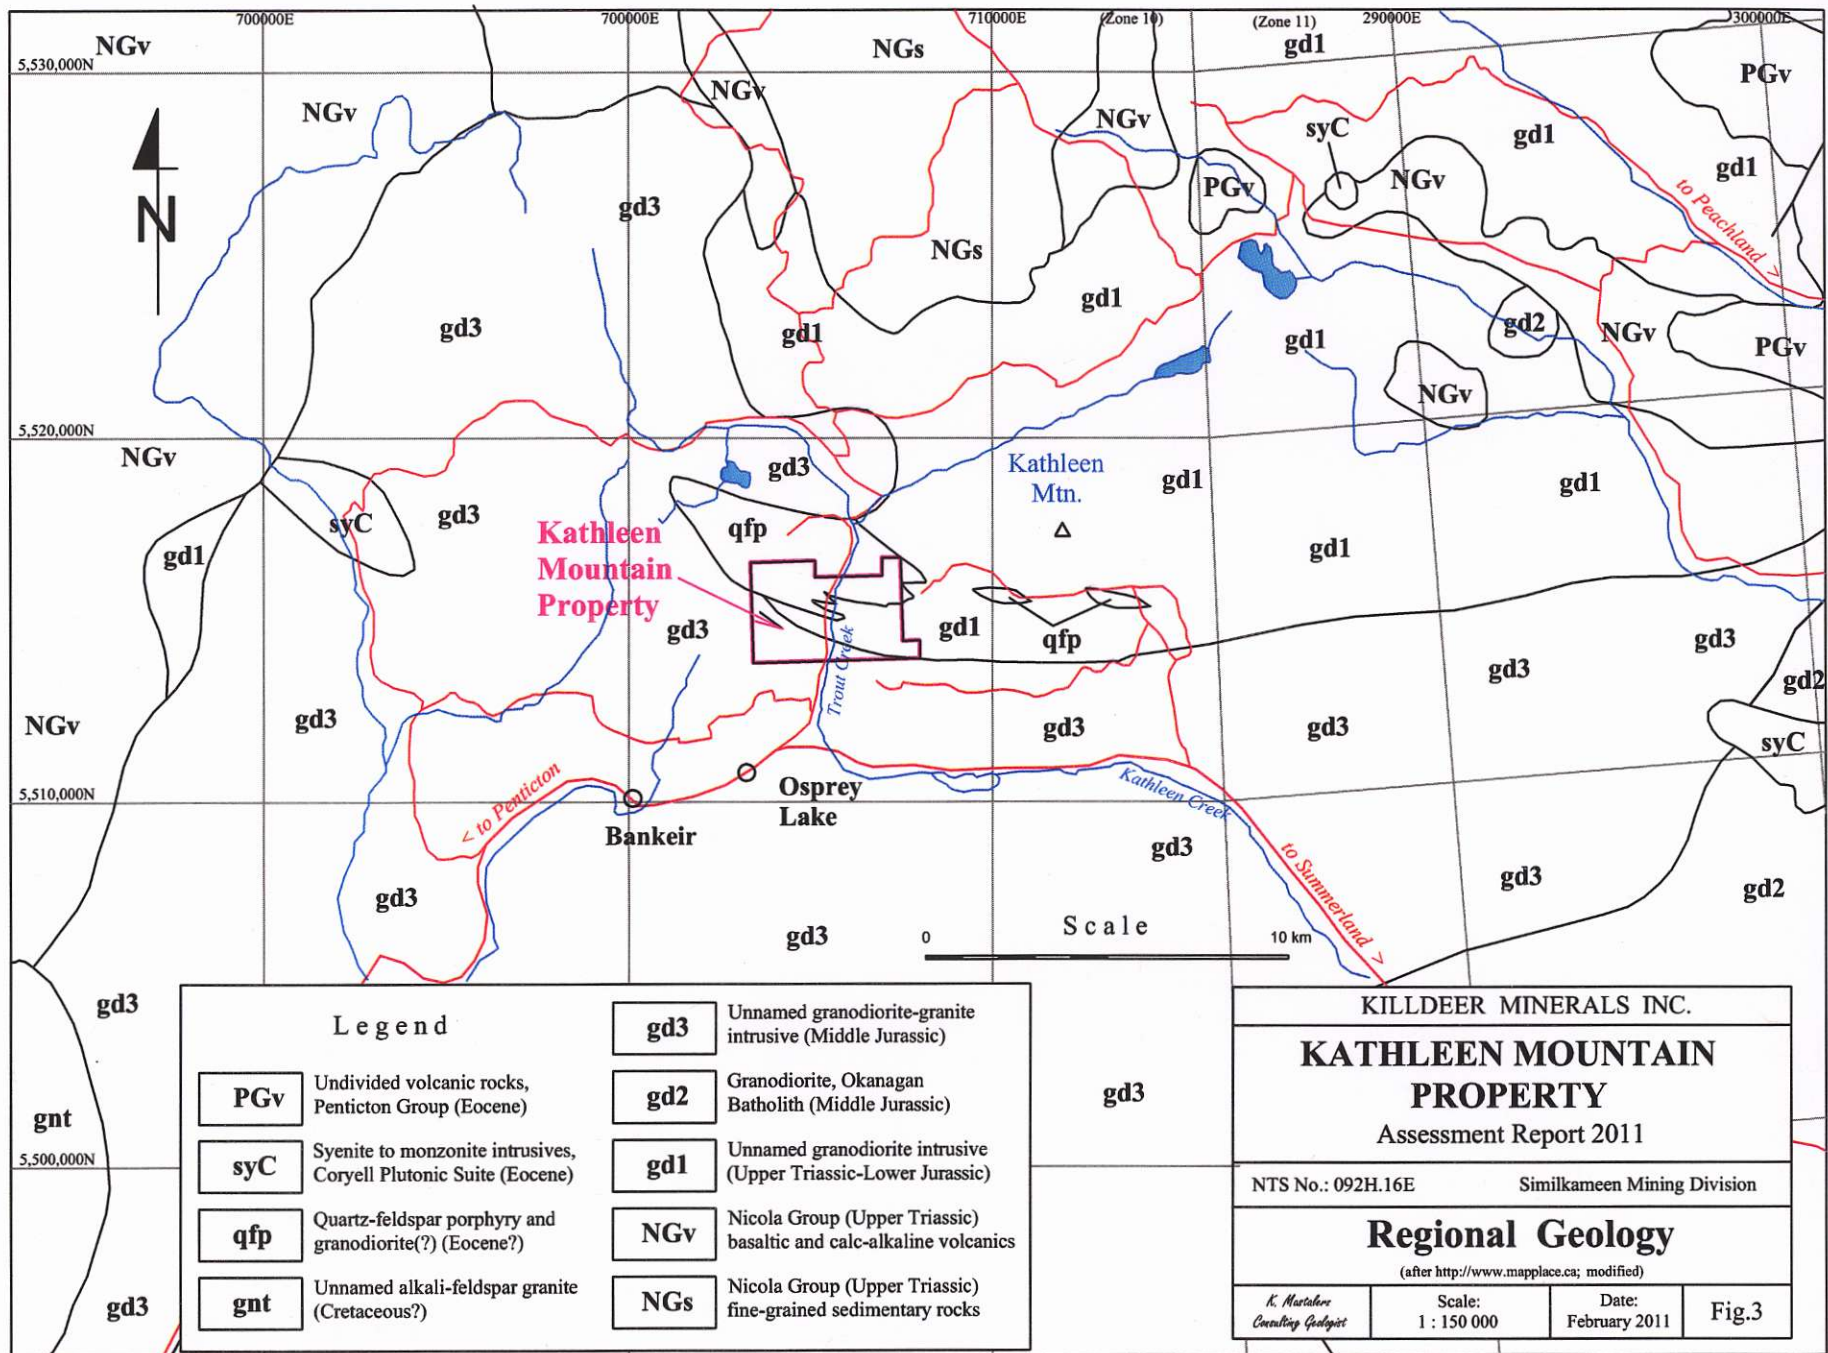 700000E 700000E 710000E (Zone 10) (Zone 11) 290000E 300000E
NGv NGs gd1
5,530,000N PGv
NGv NGv NGv syC gd1
N gd3 PGv NGv gd1
to Peachland >
NGs
gd3 gd1 gd1 gd1 gd2 NGv PGv
NGv
5,520,000N
NGv gd3 Kathleen
Mtn.
gd1 gd1
syC gd3 qfp
Kathleen
Mountain
Property
gd1 gd1
gd3 gd1 qfp gd3
gd3 gd2
Trout Creek
NGv gd3 gd3 gd3 syC
< to Penticton
Osprey
Lake
Kathleen Creek
5,510,000N
Bankeir
gd3 to Summerland >
gd3 gd3 gd2
gd3
Scale
0 10 km
gd3
gnt
5,500,000N
gd3
gd3
Legend
PGv Undivided volcanic rocks,
Penticton Group (Eocene)
syC Syenite to monzonite intrusives,
Coryell Plutonic Suite (Eocene)
qfp Quartz-feldspar porphyry and
granodiorite(?) (Eocene?)
gnt Unnamed alkali-feldspar granite
(Cretaceous?)
gd3 Unnamed granodiorite-granite
intrusive (Middle Jurassic)
gd2 Granodiorite, Okanagan
Batholith (Middle Jurassic)
gd1 Unnamed granodiorite intrusive
(Upper Triassic-Lower Jurassic)
NGv Nicola Group (Upper Triassic)
basaltic and calc-alkaline volcanics
NGs Nicola Group (Upper Triassic)
fine-grained sedimentary rocks
KILLDEER MINERALS INC.
KATHLEEN MOUNTAIN
PROPERTY
Assessment Report 2011
NTS No.: 092H.16E Similkameen Mining Division
Regional Geology
(after http://www.mapplace.ca; modified)
K.
Consulting Geologist
Scale:
1 : 150 000
Date:
February 2011
Fig.3